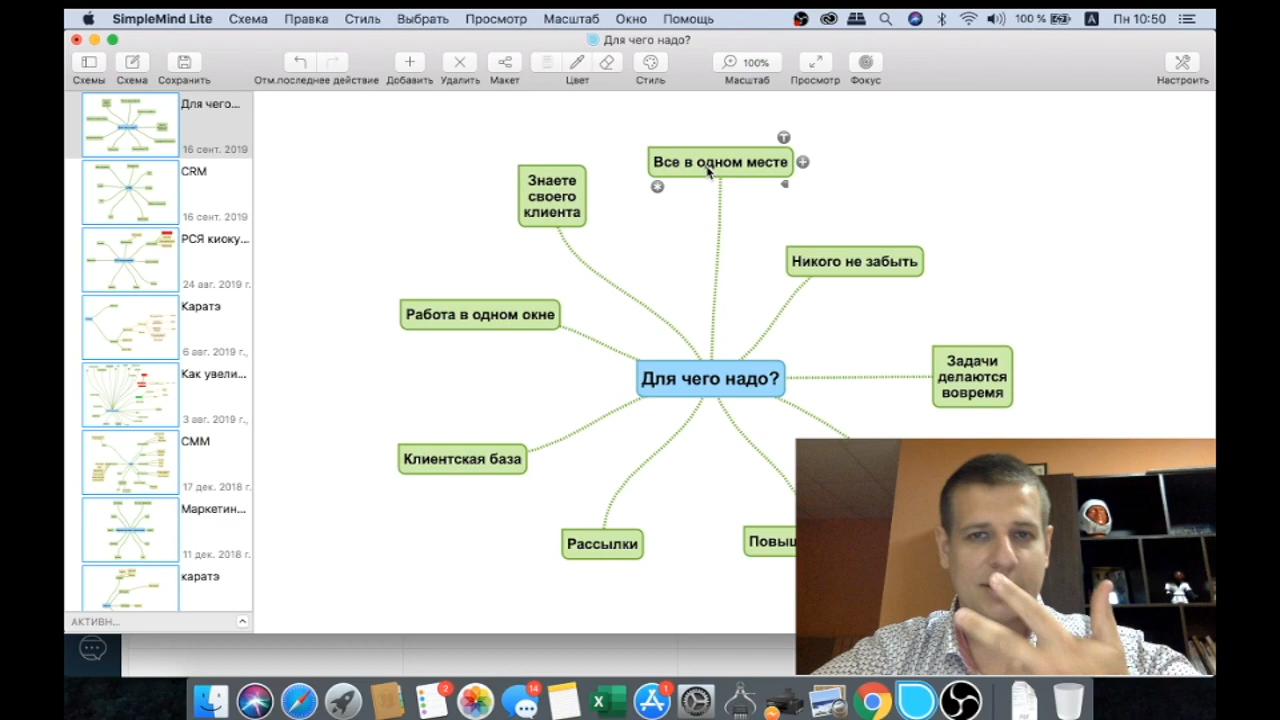 SimpleMind Lite Схема Правка Стиль Выбрать Просмотр Масштаб Окно Помощь 100 % A Пн 10:50
Для чего надо?
Схемы Схема Сохранить Отм.последнее действие Добавить Удалить Макет Цвет Стиль 100% Масштаб Просмотр Фокус Настроить
Для чего...
16 сент. 2019
CRM
16 сент. 2019
РСЯ киоку...
24 авг. 2019 г.
Каратэ
6 авг. 2019 г.,
Как увели...
3 авг. 2019 г.,
СММ
17 дек. 2018 г.
Маркетин...
11 дек. 2018 г.
каратэ
АКТИВН...
Все в одном месте
Знаете
своего
клиента
Никого не забыть
Работа в одном окне
Для чего надо?
Задачи
делаются
вовремя
Клиентская база
Рассылки
Повыш
2
14
1